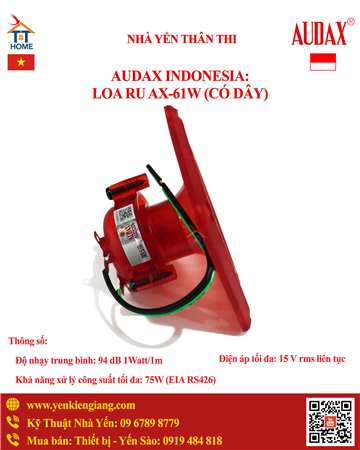 TT
HOME
NHÀ YẾN THÂN THI
AUDAX®
AUDAX INDONESIA:
LOA RU AX-61W (CÓ DÂY)
AUDAX
Thông số:
Độ nhạy trung bình: 94 dB 1Watt/1m
Điện áp tối đa: 15 V rms liên tục
Khả năng xử lý công suất tối đa: 75W (EIA RS426)
www.yenkiengiang.com
Kỹ Thuật Nhà Yến: 09 6789 8779
Mua bán: Thiết bị - Yến Sào: 0919 484 818